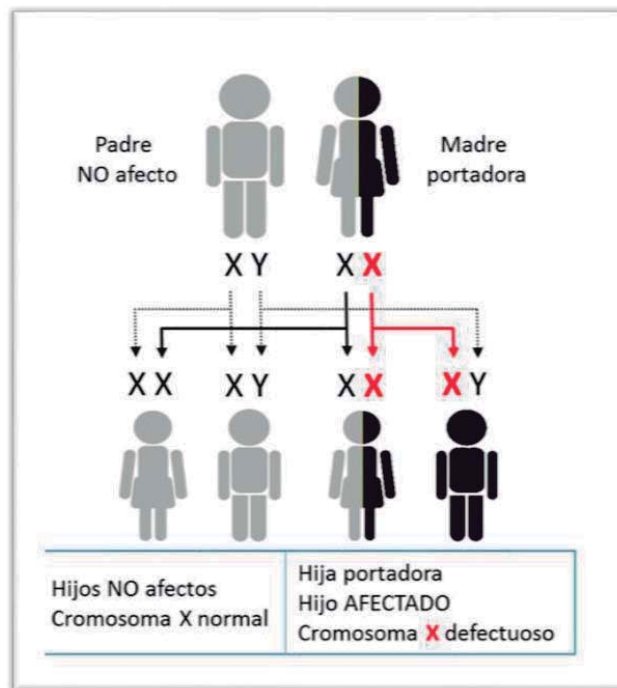 Padre
NO afecto
Madre
portadora
X Y X X
X X X Y X X X Y
Hijos NO afectos
Cromosoma X normal
Hija portadora
Hijo AFECTADO
Cromosoma X defectuoso